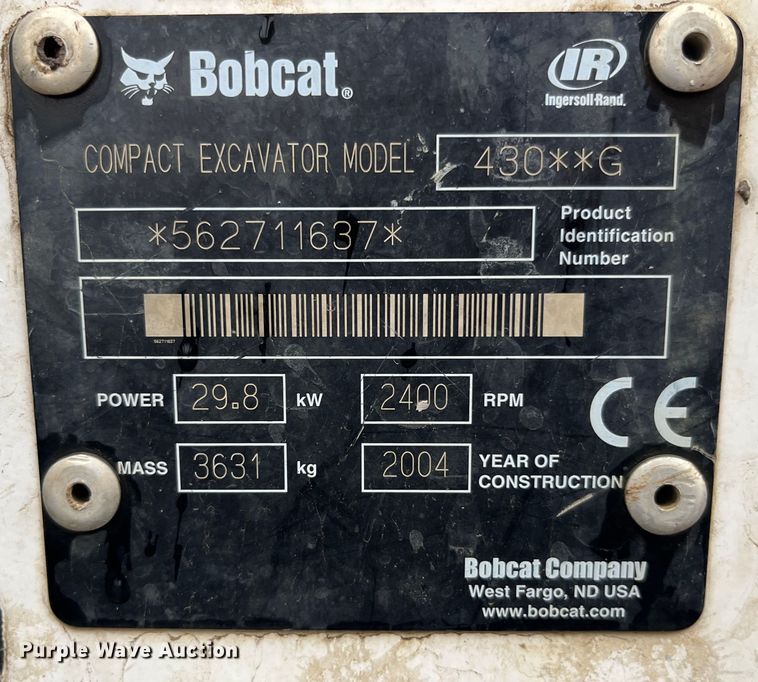 Bobcat®
IR
Ingersoll-Rand®
COMPACT EXCAVATOR MODEL 430**G
*562711637*
Product
Identification
Number
562711637
POWER 29.8 kW 2400 RPM
MASS 3631 kg 2004 YEAR OF
CONSTRUCTION
CE
Bobcat Company
West Fargo, ND USA
www.bobcat.com
Purple Wave Auction